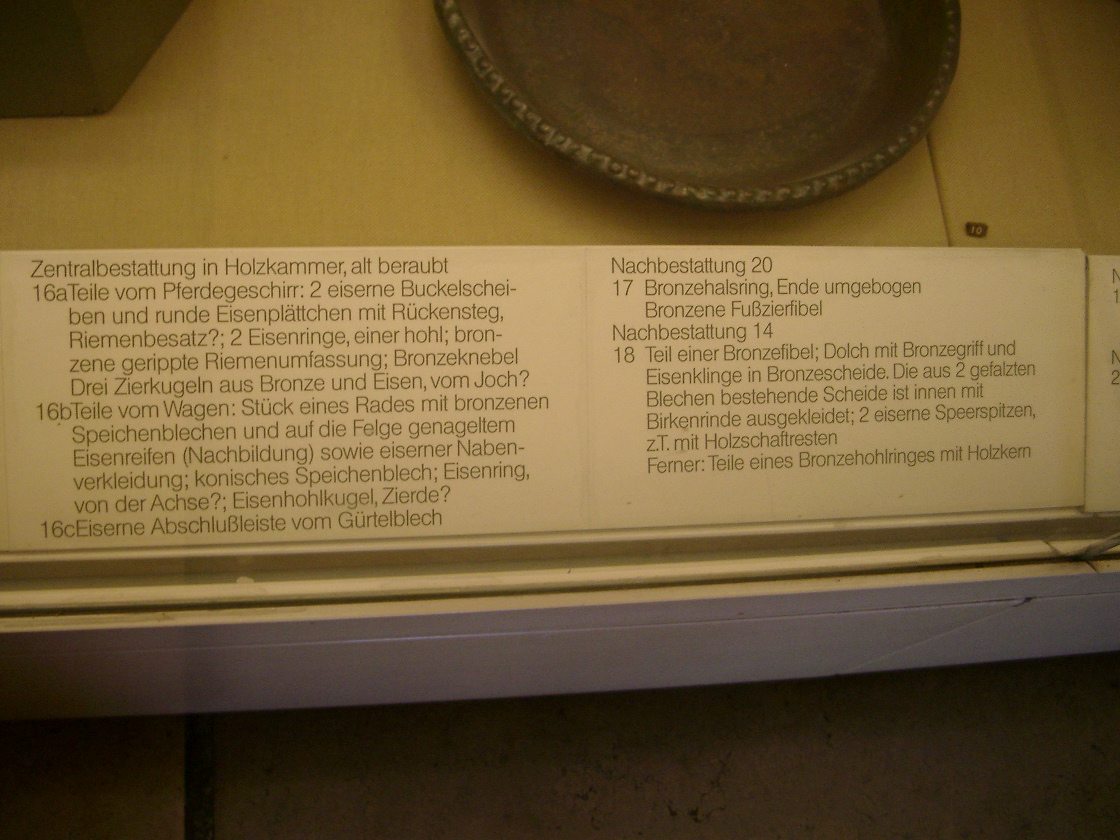 10
Zentralbestattung in Holzkammer, alt beraubt
16aTeile vom Pferdegeschirr: 2 eiserne Buckelschei-
ben und runde Eisenplättchen mit Rückensteg,
Riemenbesatz?; 2 Eisenringe, einer hohl; bron-
zene gerippte Riemenumfassung; Bronzeknebel
Drei Zierkugeln aus Bronze und Eisen, vom Joch?
16bTeile vom Wagen: Stück eines Rades mit bronzenen
Speichenblechen und auf die Felge genageltem
Eisenreifen (Nachbildung) sowie eiserner Naben-
verkleidung; konisches Speichenblech; Eisenring,
von der Achse?; Eisenhohlkugel, Zierde?
16cEiserne Abschlußleiste vom Gürtelblech
Nachbestattung 20
17 Bronzehalsring, Ende umgebogen
Bronzene Fußzierfibel
Nachbestattung 14
18 Teil einer Bronzefibel; Dolch mit Bronzegriff und
Eisenklinge in Bronzescheide. Die aus 2 gefalzten
Blechen bestehende Scheide ist innen mit
Birkenrinde ausgekleidet; 2 eiserne Speerspitzen,
z.T. mit Holzschaftresten
Ferner: Teile eines Bronzehohlringes mit Holzkern